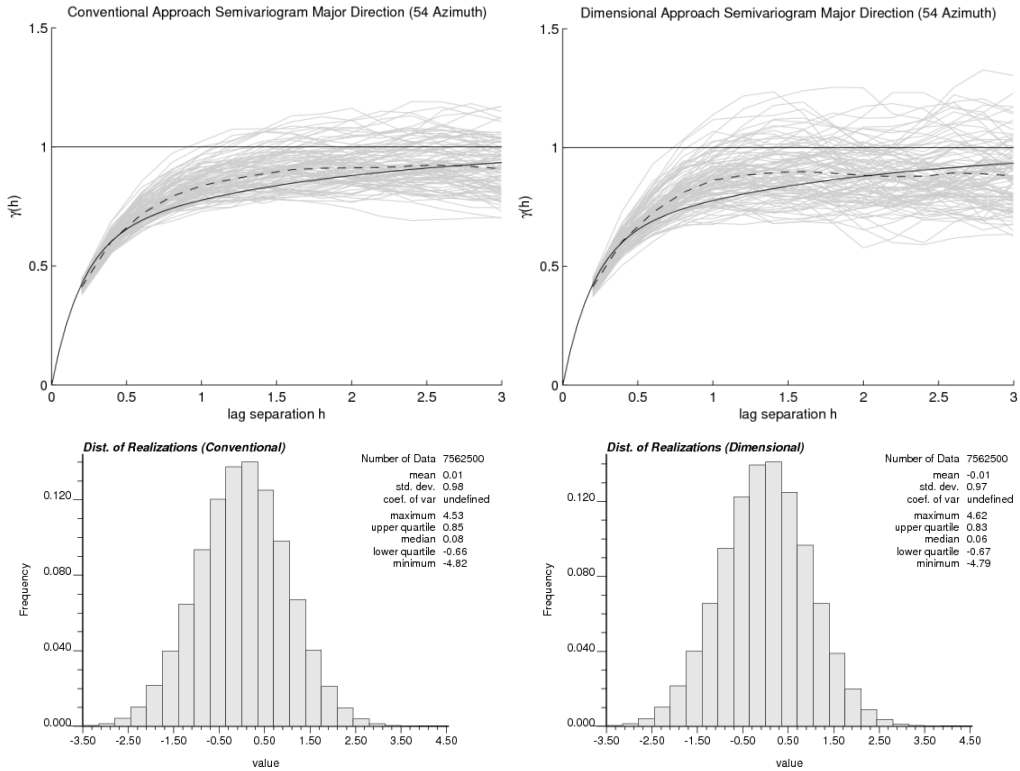 Conventional Approach Semivariogram Major Direction (54 Azimuth)
1.5
1
0.5
0
γ(h)
0 0.5 1 1.5 2 2.5 3
lag separation h
Dimensional Approach Semivariogram Major Direction (54 Azimuth)
1.5
1
0.5
0
γ(h)
0 0.5 1 1.5 2 2.5 3
lag separation h
Dist. of Realizations (Conventional)
Number of Data 7562500
mean 0.01
std. dev. 0.98
coef. of var undefined
maximum 4.53
upper quartile 0.85
median 0.08
lower quartile -0.66
minimum -4.82
Frequency
0.120
0.080
0.040
0.000
-3.50 -2.50 -1.50 -0.50 0.50 1.50 2.50 3.50 4.50
value
Dist. of Realizations (Dimensional)
Number of Data 7562500
mean -0.01
std. dev. 0.97
coef. of var undefined
maximum 4.62
upper quartile 0.83
median 0.06
lower quartile -0.67
minimum -4.79
Frequency
0.120
0.080
0.040
0.000
-3.50 -2.50 -1.50 -0.50 0.50 1.50 2.50 3.50 4.50
value